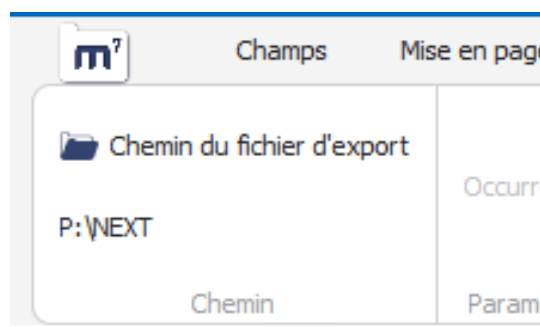 m7 Champs Mise en pag
Chemin du fichier d'export
Occurr
P:\NEXT
Chemin Param